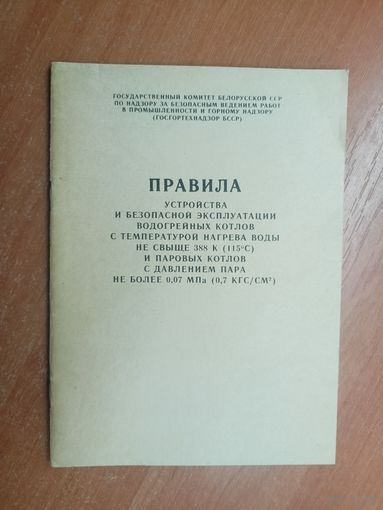 ГОСУДАРСТВЕННЫЙ КОМИТЕТ БЕЛОРУССКОЙ ССР
ПО НАДЗОРУ ЗА БЕЗОПАСНЫМ ВЕДЕНИЕМ РАБОТ
В ПРОМЫШЛЕННОСТИ И ГОРНОМУ НАДЗОРУ
(ГОСГОРТЕХНАДЗОР БССР)
ПРАВИЛА
УСТРОЙСТВА
И БЕЗОПАСНОЙ ЭКСПЛУАТАЦИИ
ВОДОГРЕЙНЫХ КОТЛОВ
С ТЕМПЕРАТУРОЙ НАГРЕВА ВОДЫ
НЕ СВЫШЕ 388 К (115°С)
И ПАРОВЫХ КОТЛОВ
С ДАВЛЕНИЕМ ПАРА
НЕ БОЛЕЕ 0,07 МПа (0,7 КГС/СМ²)